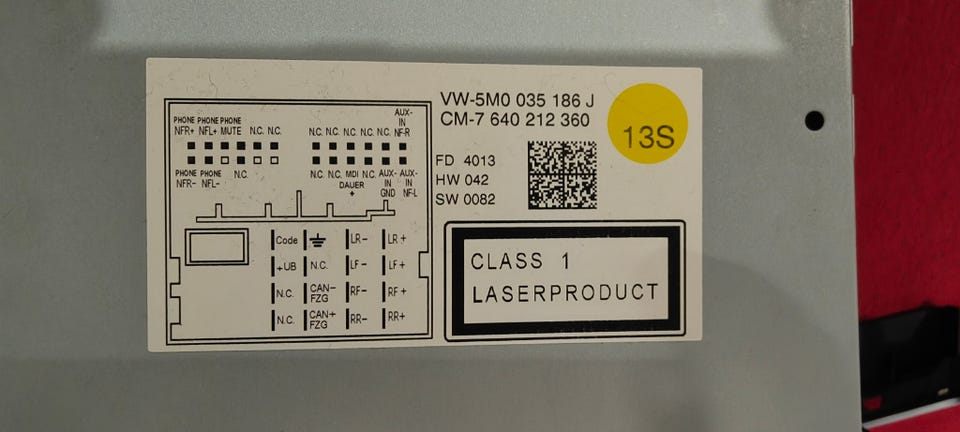 VW-5M0 035 186 J
CM-7 640 212 360
13S
FD 4013
HW 042
SW 0082
CLASS 1
LASERPRODUCT
PHONE PHONE PHONE
NFR+ NFL+ MUTE N.C. N.C.
PHONE PHONE N.C.
NFR- NFL-
AUX-
IN
N.C. N.C. N.C. N.C. N.C. NF-R
N.C. N.C. MDI N.C. AUX- AUX-
DAUER IN IN
+ GND NF-L
Code LR- LR+
+UB N.C. LF- LF+
N.C. CAN- RF- RF+
FZG
N.C. CAN+ RR- RR+
FZG